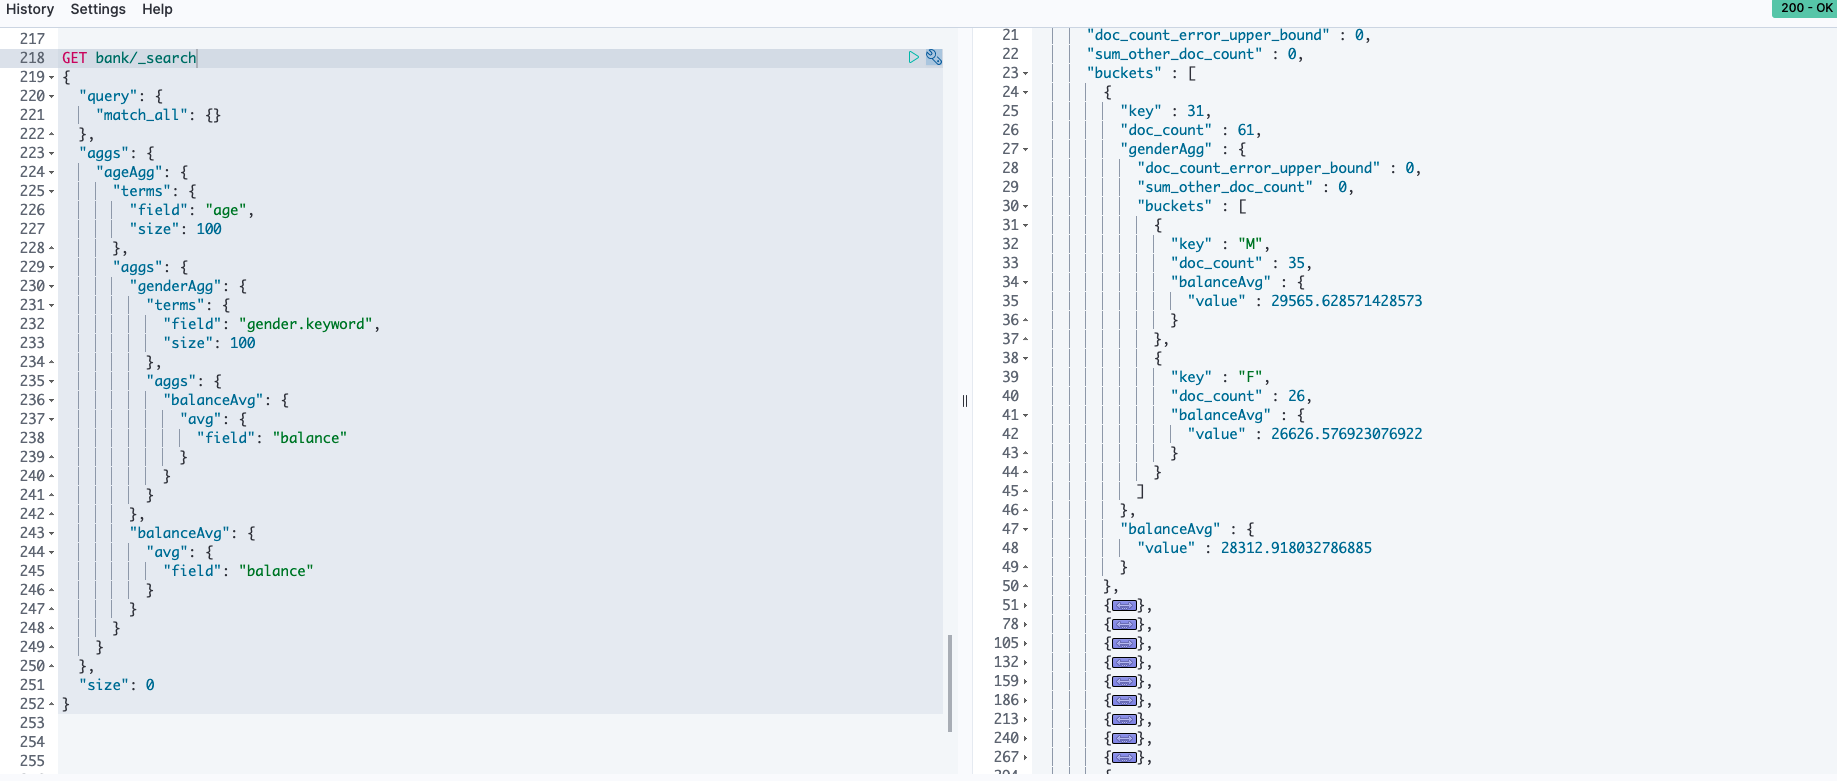 History Settings Help
200 - OK
217
218 GET bank/_search
219 {
220 "query": {
221 "match_all": {}
222 },
223 "aggs": {
224 "ageAgg": {
225 "terms": {
226 "field": "age",
227 "size": 100
228 },
229 "aggs": {
230 "genderAgg": {
231 "terms": {
232 "field": "gender.keyword",
233 "size": 100
234 },
235 "aggs": {
236 "balanceAvg": {
237 "avg": {
238 "field": "balance"
239 }
240 }
241 }
242 },
243 "balanceAvg": {
244 "avg": {
245 "field": "balance"
246 }
247 }
248 }
249 }
250 },
251 "size": 0
252 }
253
254
255
21 "doc_count_error_upper_bound" : 0,
22 "sum_other_doc_count" : 0,
23 "buckets" : [
24 {
25 "key" : 31,
26 "doc_count" : 61,
27 "genderAgg" : {
28 "doc_count_error_upper_bound" : 0,
29 "sum_other_doc_count" : 0,
30 "buckets" : [
31 {
32 "key" : "M",
33 "doc_count" : 35,
34 "balanceAvg" : {
35 "value" : 29565.628571428573
36 }
37 },
38 {
39 "key" : "F",
40 "doc_count" : 26,
41 "balanceAvg" : {
42 "value" : 26626.576923076922
43 }
44 }
45 ]
46 },
47 "balanceAvg" : {
48 "value" : 28312.918032786885
49 }
50 },
51 {},
78 {},
105 {},
132 {},
159 {},
186 {},
213 {},
240 {},
267 {},